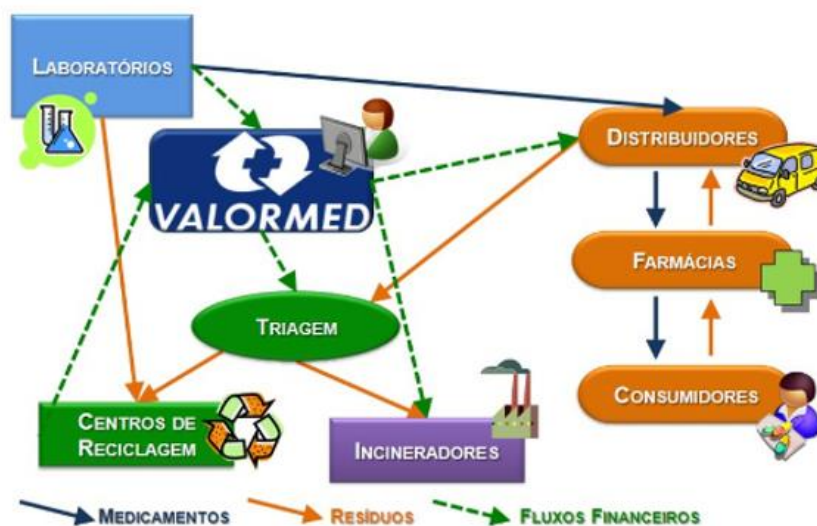 LABORATÓRIOS
DISTRIBUIDORES
VALORMED
FARMÁCIAS
TRIAGEM
CONSUMIDORES
CENTROS DE
RECICLAGEM
INCINERADORES
MEDICAMENTOS RESÍDUOS FLUXOS FINANCEIROS